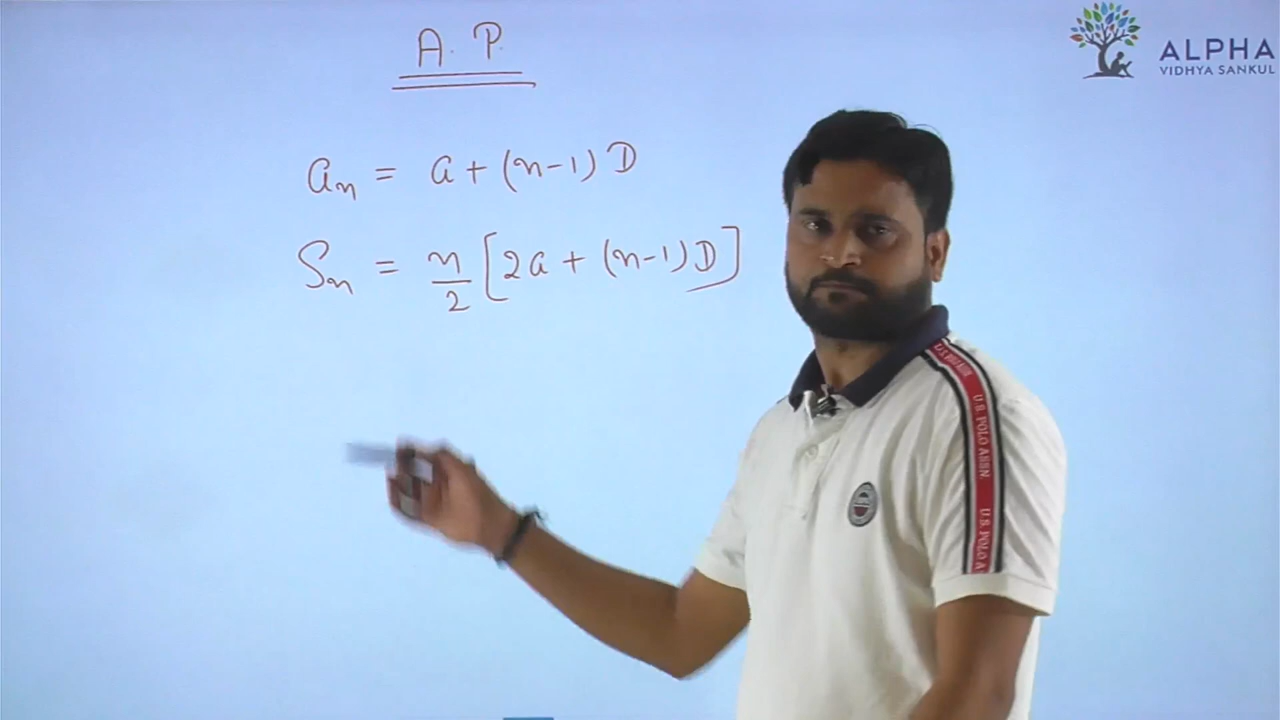 A. P.
ALPHA
VIDHYA SANKUL
aₙ = a + (n-1) D
Sₙ = n/2 [2a + (n-1) D]
U.S. POLO ASSN.
U.S. POLO A